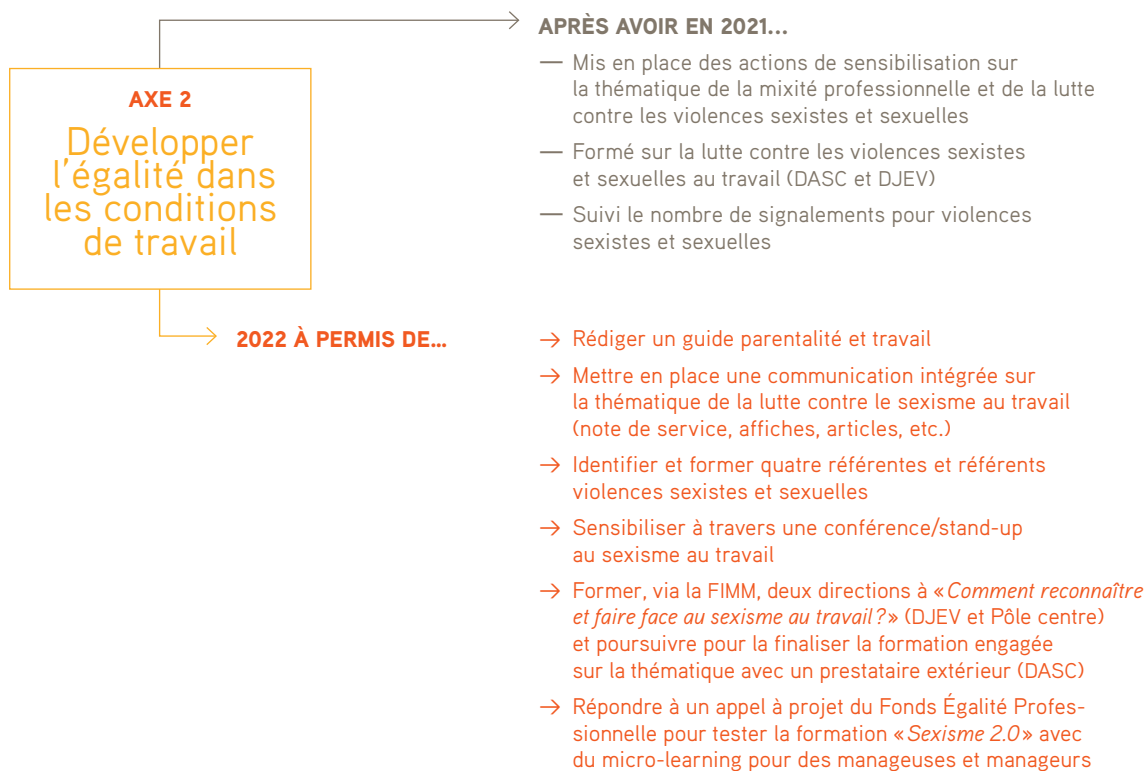 AXE 2
Développer
l'égalité dans
les conditions
de travail
APRÈS AVOIR EN 2021...
— Mis en place des actions de sensibilisation sur
la thématique de la mixité professionnelle et de la lutte
contre les violences sexistes et sexuelles
— Formé sur la lutte contre les violences sexistes
et sexuelles au travail (DASC et DJEV)
— Suivi le nombre de signalements pour violences
sexistes et sexuelles
2022 À PERMIS DE...
→ Rédiger un guide parentalité et travail
→ Mettre en place une communication intégrée sur
la thématique de la lutte contre le sexisme au travail
(note de service, affiches, articles, etc.)
→ Identifier et former quatre référentes et référents
violences sexistes et sexuelles
→ Sensibiliser à travers une conférence/stand-up
au sexisme au travail
→ Former, via la FIMM, deux directions à « Comment reconnaître
et faire face au sexisme au travail ? » (DJEV et Pôle centre)
et poursuivre pour la finaliser la formation engagée
sur la thématique avec un prestataire extérieur (DASC)
→ Répondre à un appel à projet du Fonds Égalité Profes-
sionnelle pour tester la formation « Sexisme 2.0 » avec
du micro-learning pour des manageuses et manageurs